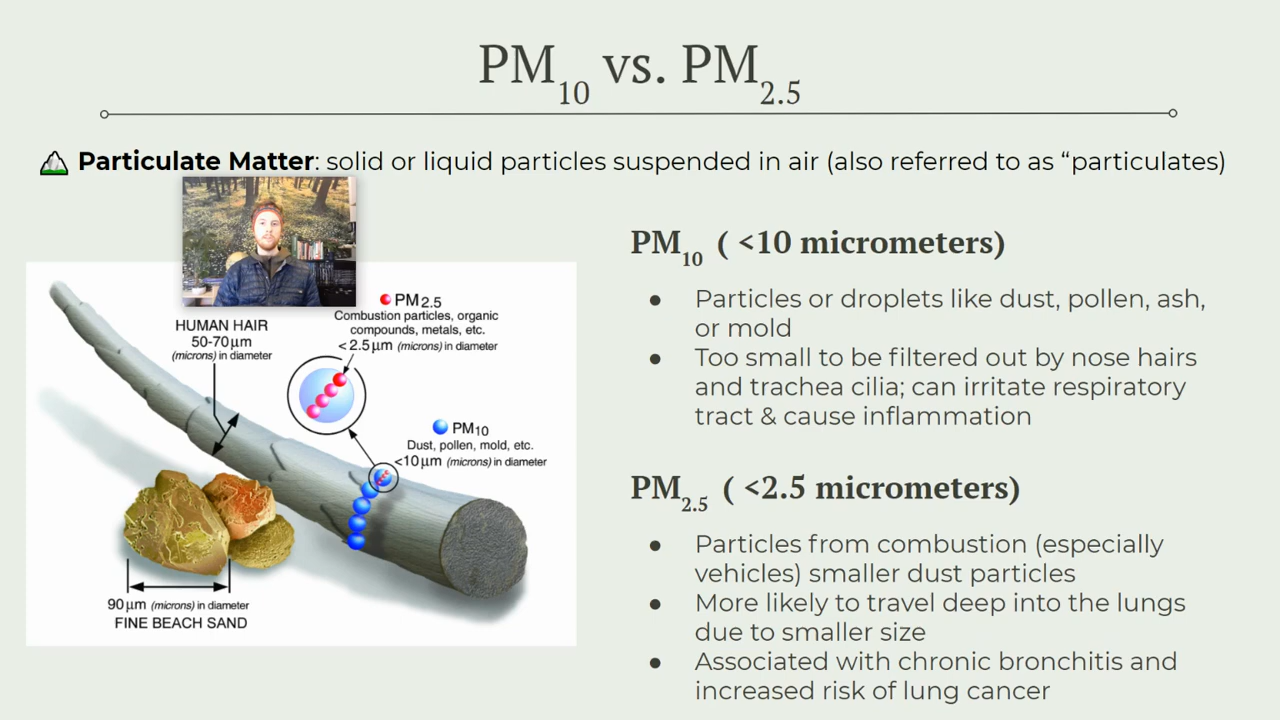 PM10 vs. PM2.5
Particulate Matter: solid or liquid particles suspended in air (also referred to as “particulates)
PM10 ( <10 micrometers)
● Particles or droplets like dust, pollen, ash,
or mold
● Too small to be filtered out by nose hairs
and trachea cilia; can irritate respiratory
tract & cause inflammation
PM2.5 ( <2.5 micrometers)
● Particles from combustion (especially
vehicles) smaller dust particles
● More likely to travel deep into the lungs
due to smaller size
● Associated with chronic bronchitis and
increased risk of lung cancer
HUMAN HAIR
50-70μm
(microns) in diameter
PM2.5
Combustion particles, organic
compounds, metals, etc.
< 2.5μm (microns) in diameter
PM10
Dust, pollen, mold, etc.
<10μm (microns) in diameter
90μm (microns) in diameter
FINE BEACH SAND